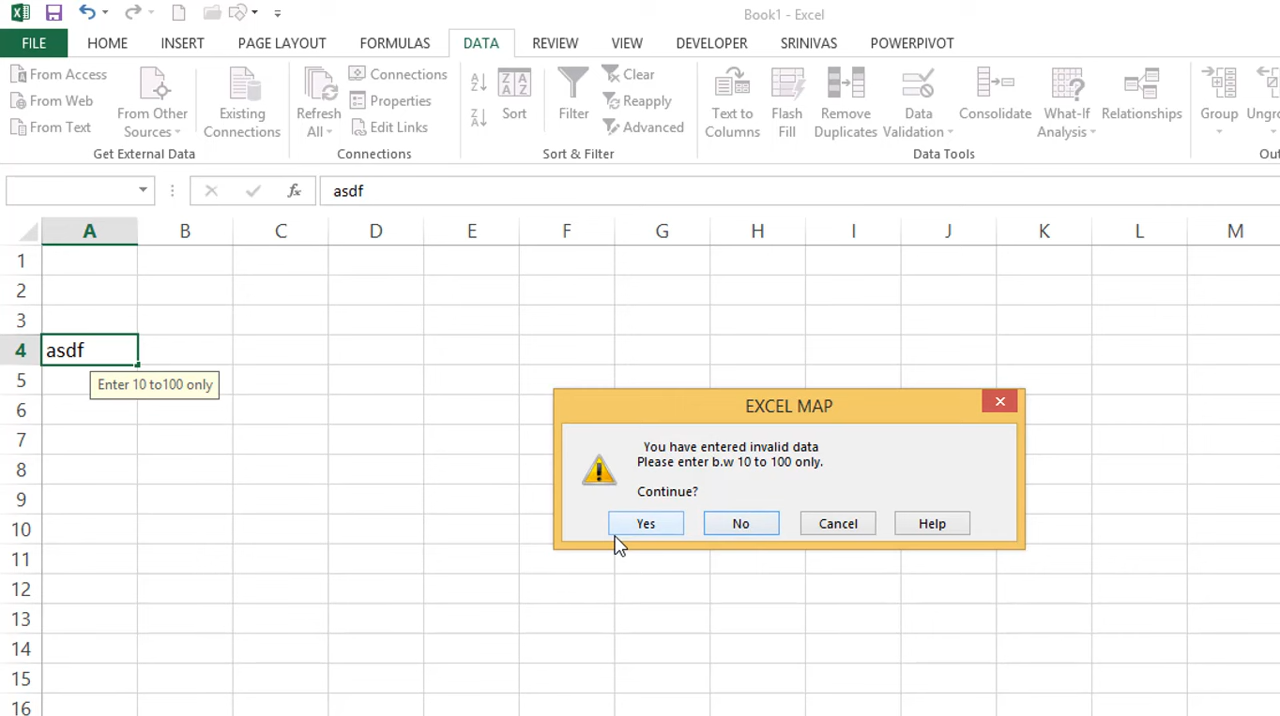 Book1 - Excel
FILE HOME INSERT PAGE LAYOUT FORMULAS DATA REVIEW VIEW DEVELOPER SRINIVAS POWERPIVOT
From Access
From Web
From Text
From Other
Sources
Existing
Connections
Get External Data
Refresh
All
Connections
Properties
Edit Links
Connections
Sort
Filter
Clear
Reapply
Advanced
Sort & Filter
Text to
Columns
Flash
Fill
Remove
Duplicates
Data
Validation
Consolidate
What-If
Analysis
Relationships
Data Tools
Group
Ungro
Out
fx
asdf
A B C D E F G H I J K L M
1
2
3
4 asdf
5
Enter 10 to100 only
6
7
8
9
10
11
12
13
14
15
16
EXCEL MAP
You have entered invalid data
Please enter b.w 10 to 100 only.
Continue?
Yes No Cancel Help